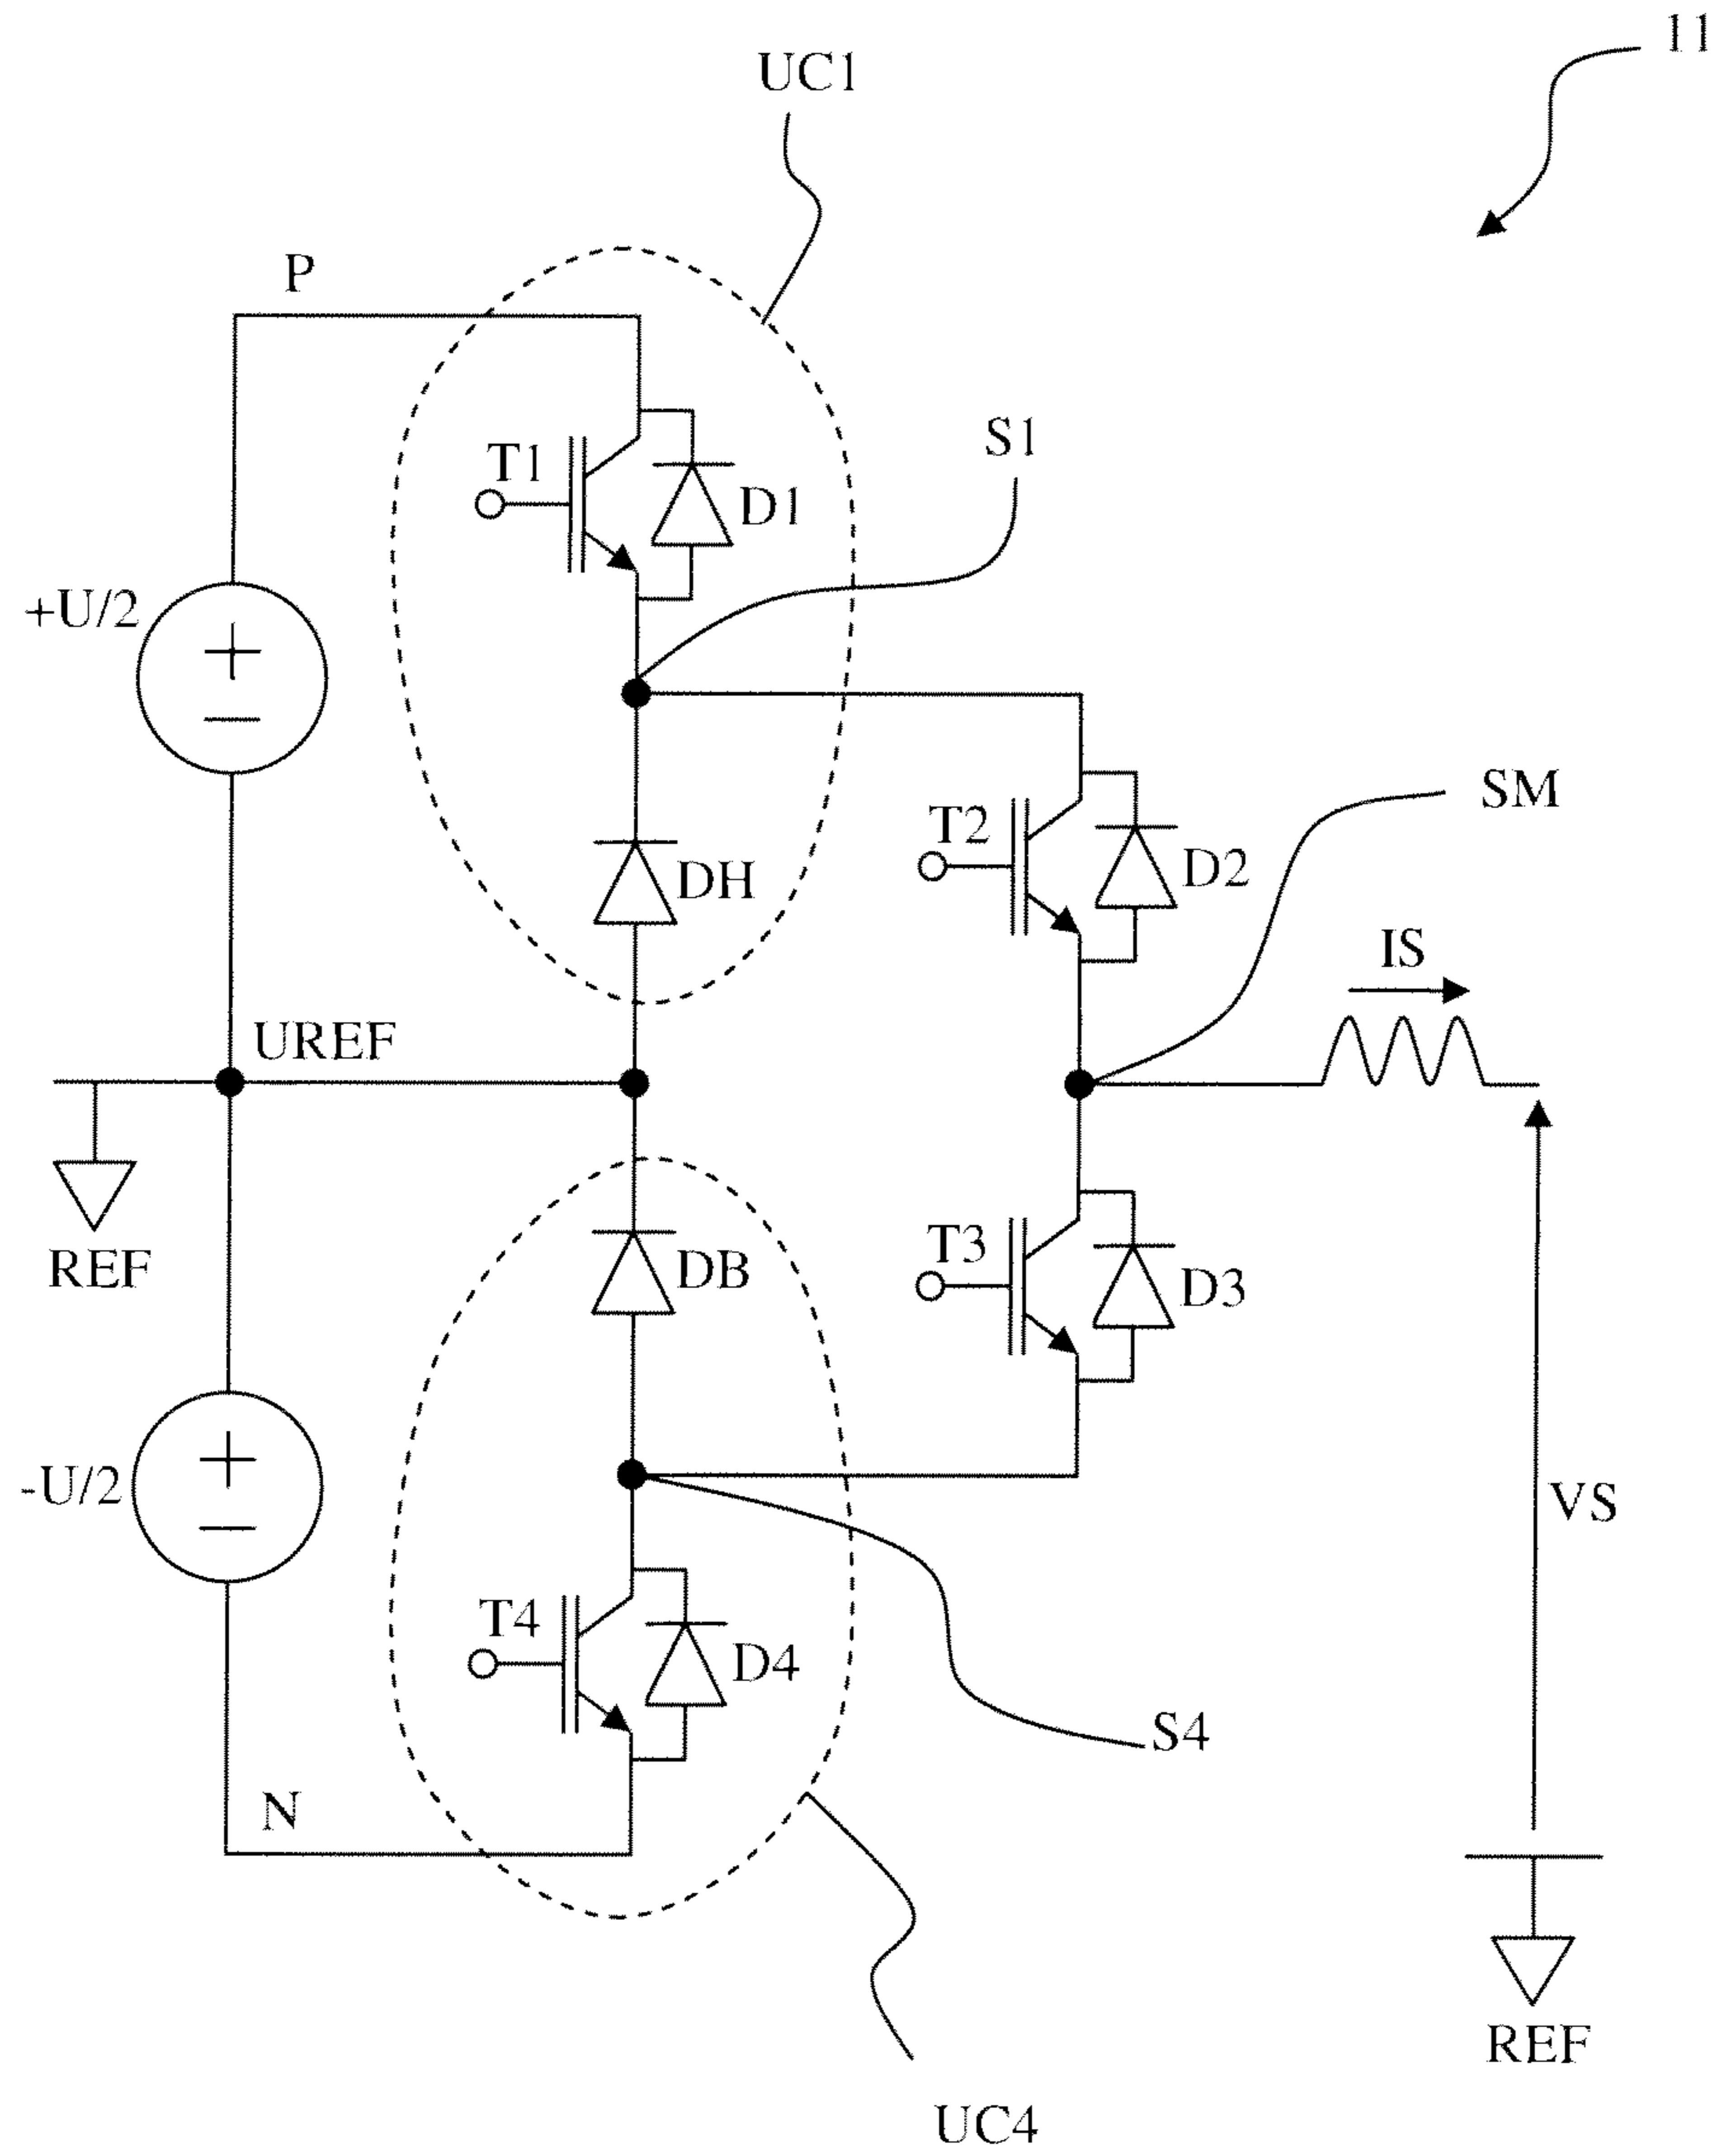 11
UC1
P
S1
T1
D1
+U/2
SM
T2
D2
DH
IS
UREF
REF
T3
D3
DB
-U/2
VS
T4
D4
S4
N
REF
UC4